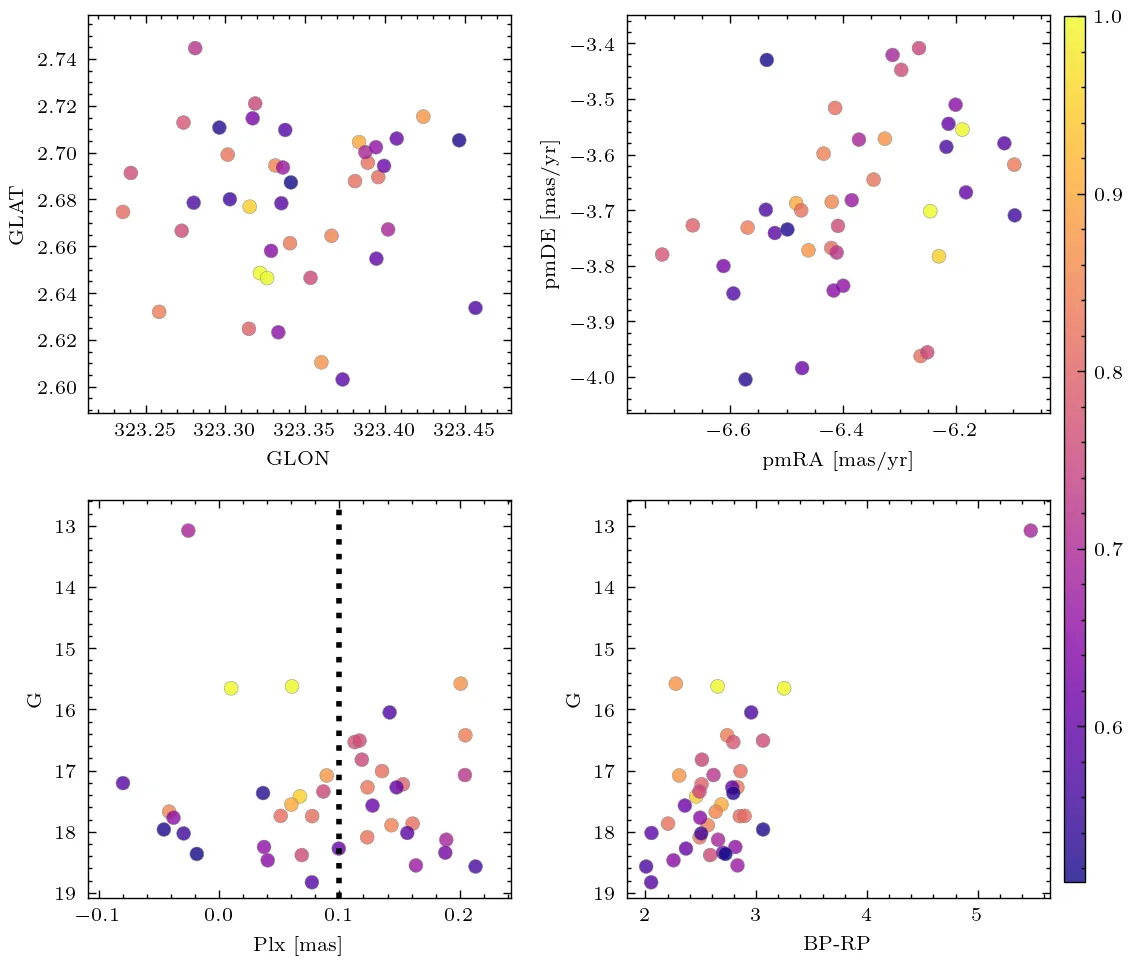 2.74
2.72
2.70
2.68
2.66
2.64
2.62
2.60
GLAT
323.25 323.30 323.35 323.40 323.45
GLON
−3.4
−3.5
−3.6
−3.7
−3.8
−3.9
−4.0
pmDE [mas/yr]
−6.6 −6.4 −6.2
pmRA [mas/yr]
1.0
0.9
0.8
0.7
0.6
13
14
15
16
17
18
19
G
−0.1 0.0 0.1 0.2
Plx [mas]
13
14
15
16
17
18
19
G
2 3 4 5
BP-RP